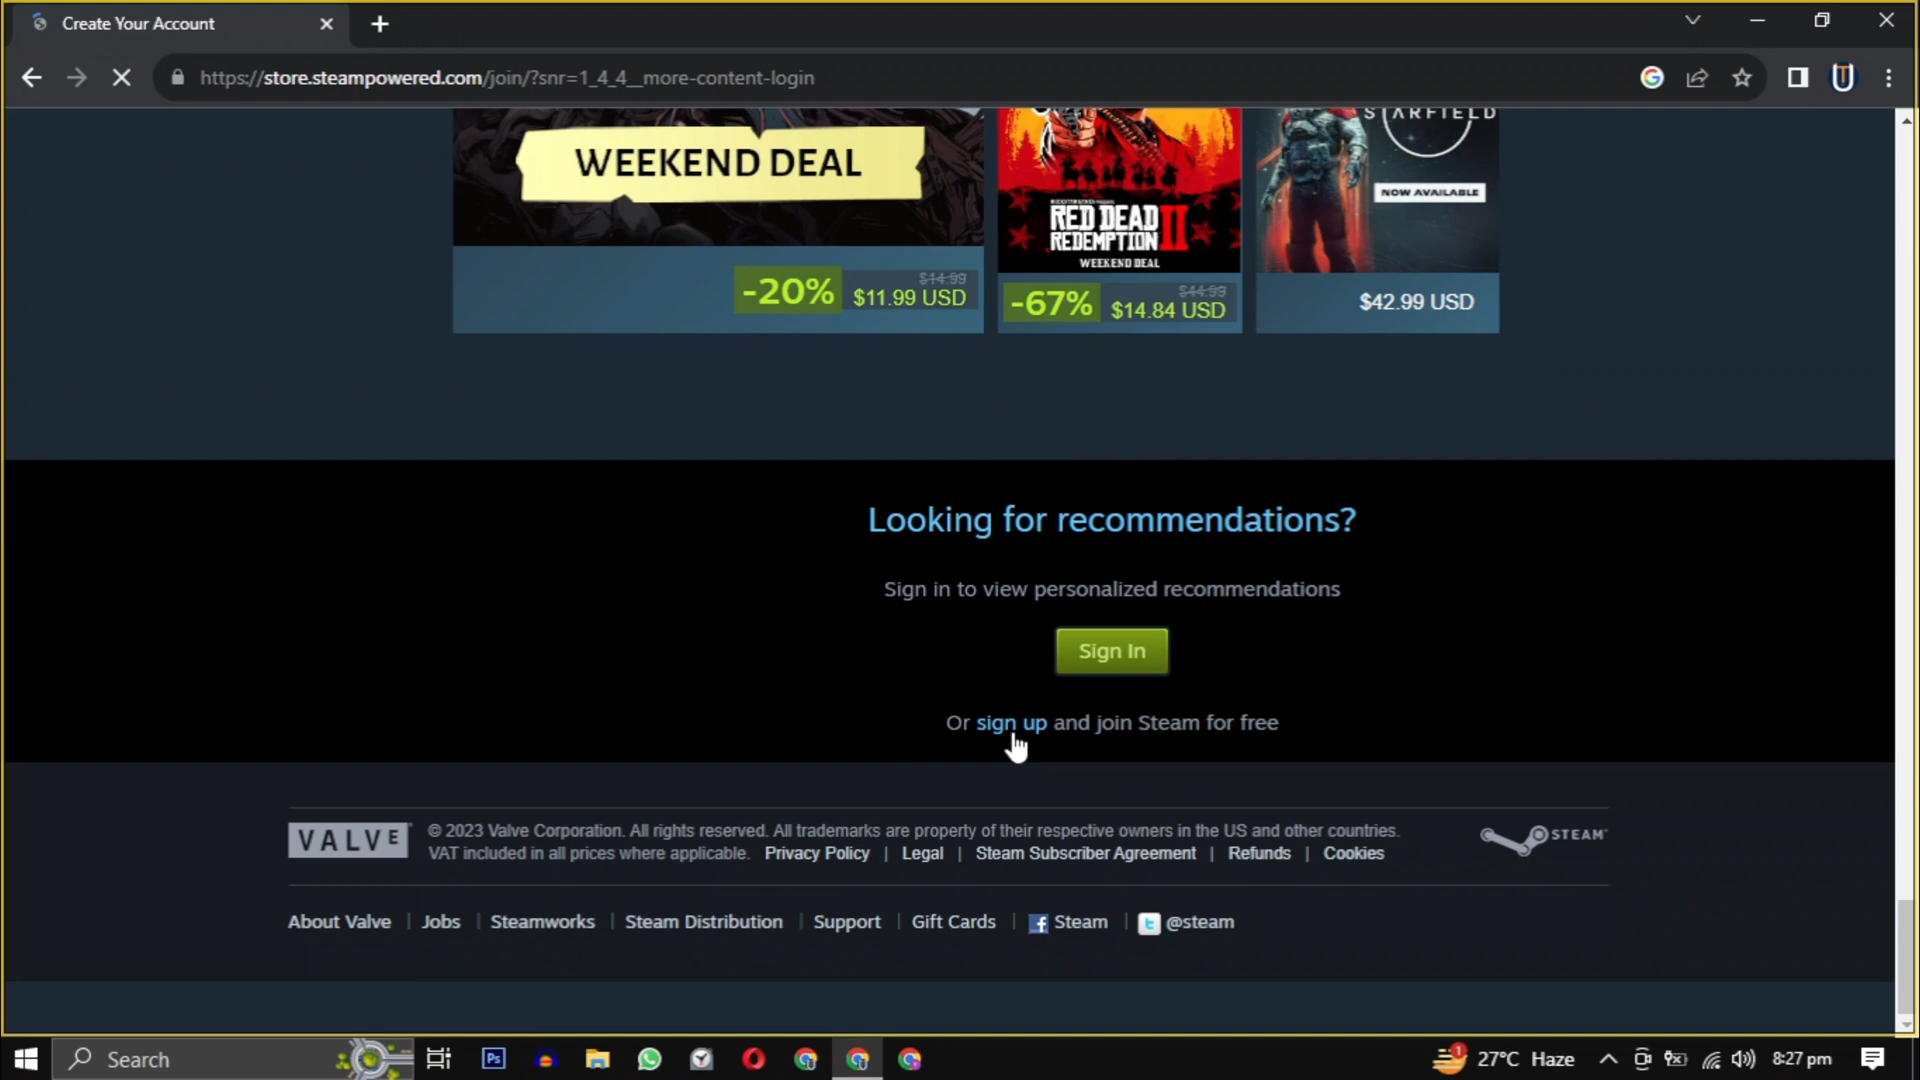 Create Your Account
https://store.steampowered.com/join/?snr=1_4_4__more-content-login
WEEKEND DEAL
-20%
$14.99
$11.99 USD
RED DEAD
REDEMPTION II
WEEKEND DEAL
-67%
$44.99
$14.84 USD
STARFIELD
NOW AVAILABLE
$42.99 USD
Looking for recommendations?
Sign in to view personalized recommendations
Sign In
Or sign up and join Steam for free
VALVE
© 2023 Valve Corporation. All rights reserved. All trademarks are property of their respective owners in the US and other countries.
VAT included in all prices where applicable. Privacy Policy | Legal | Steam Subscriber Agreement | Refunds | Cookies
STEAM
About Valve | Jobs | Steamworks | Steam Distribution | Support | Gift Cards | Steam | @steam
Search
Ps
1
27°C Haze
8:27 pm